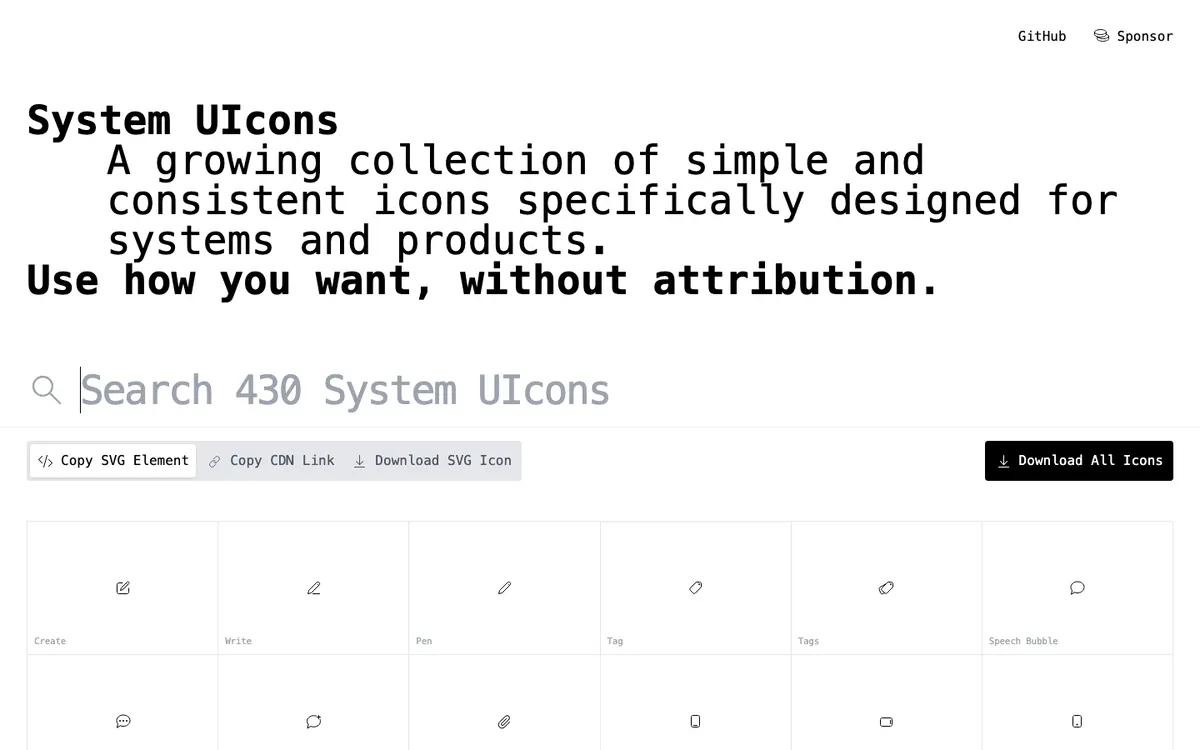 GitHub Sponsor
System UIcons
A growing collection of simple and
consistent icons specifically designed for
systems and products.
Use how you want, without attribution.
Search 430 System UIcons
Copy SVG Element Copy CDN Link Download SVG Icon Download All Icons
Create Write Pen Tag Tags Speech Bubble